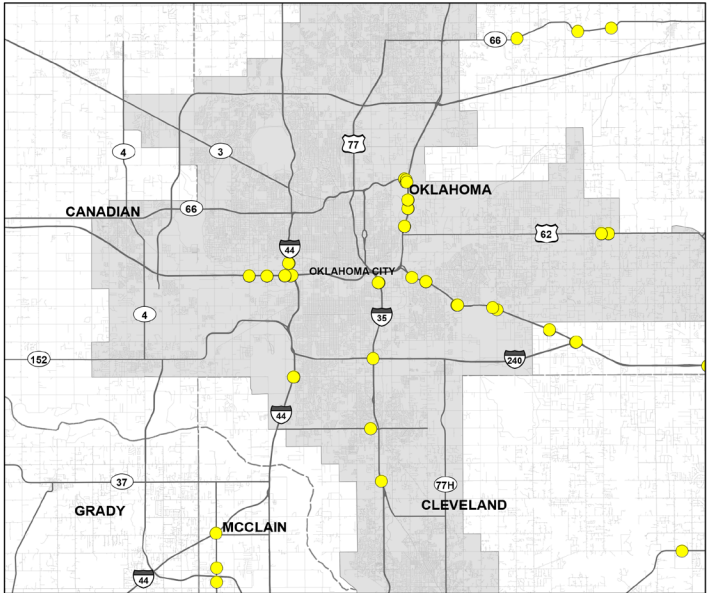 66
77
4
3
OKLAHOMA
CANADIAN
66
62
44
OKLAHOMA CITY
4
35
152
240
44
37
77H
CLEVELAND
GRADY
MCCLAIN
44